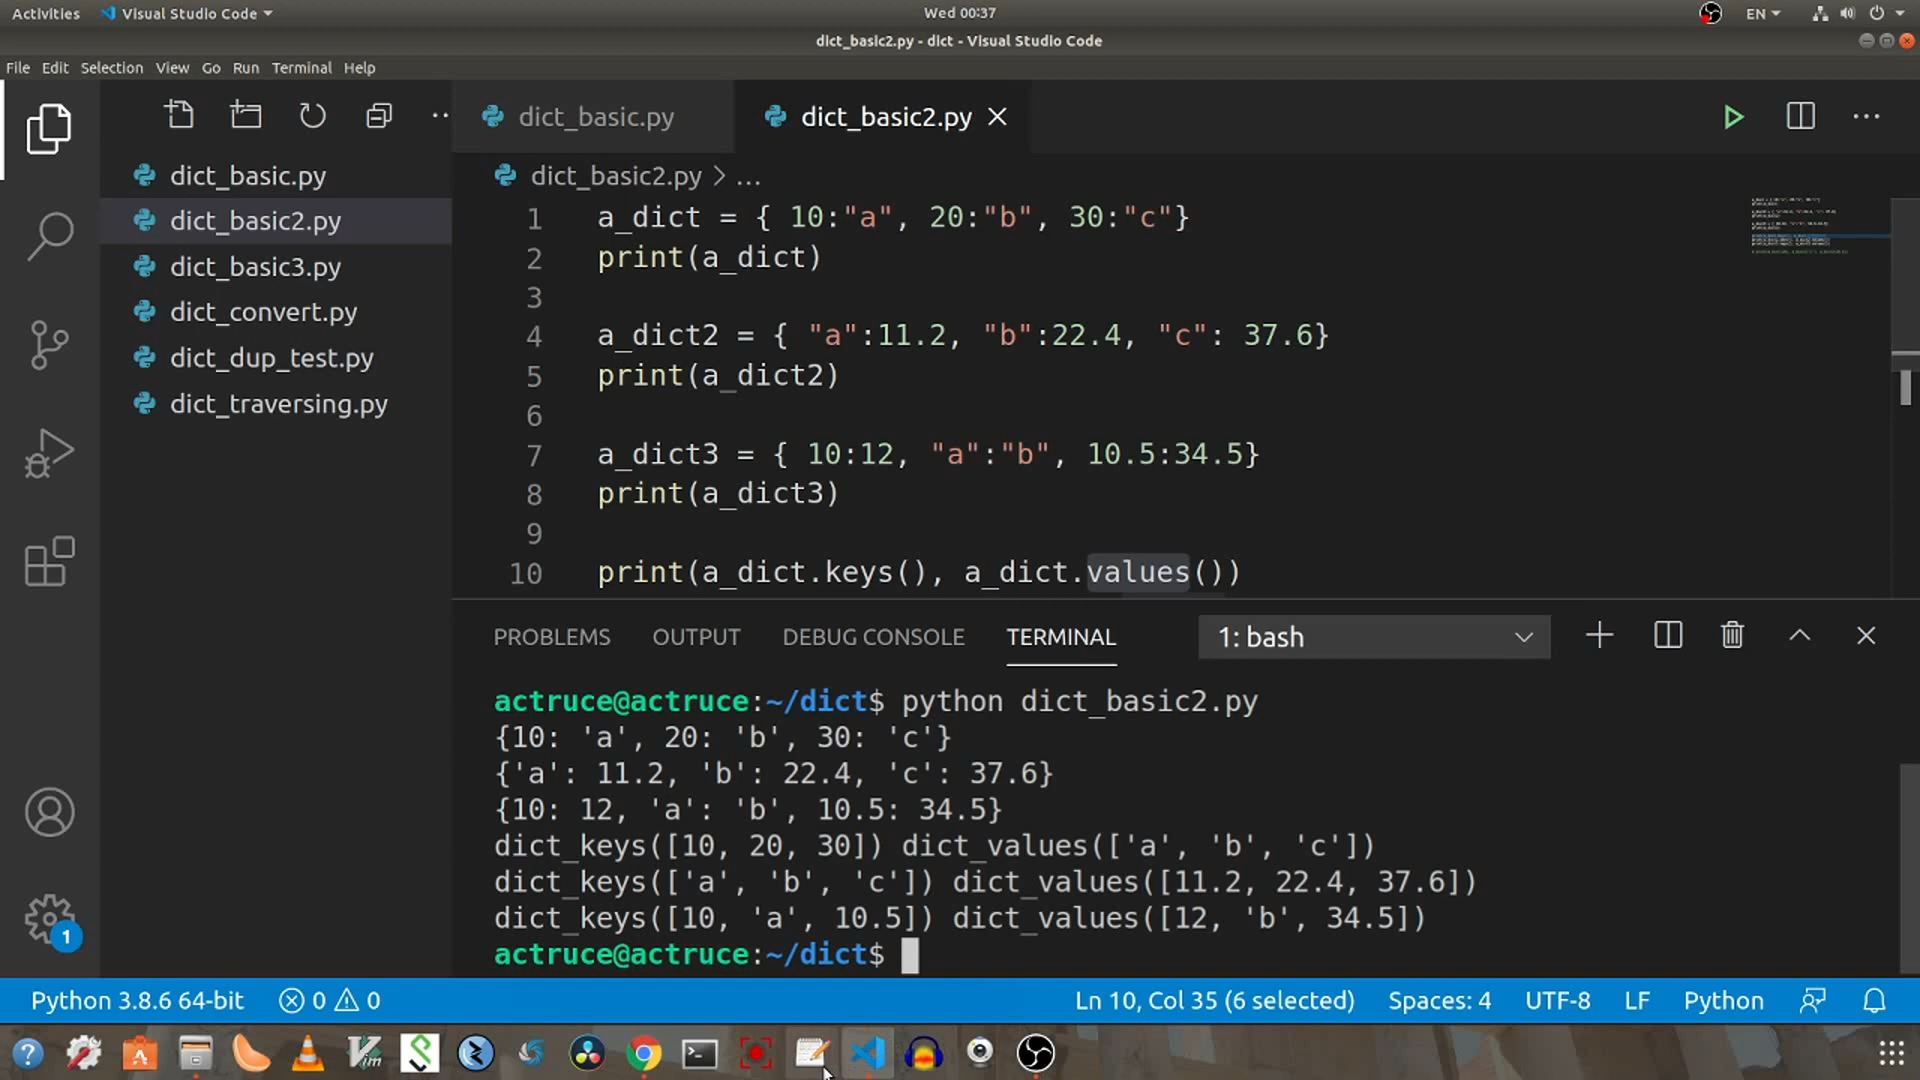 Activities Visual Studio Code Wed 00:37 EN
dict_basic2.py - dict - Visual Studio Code
File Edit Selection View Go Run Terminal Help
dict_basic.py dict_basic2.py
dict_basic.py
dict_basic2.py
dict_basic3.py
dict_convert.py
dict_dup_test.py
dict_traversing.py
dict_basic2.py > ...
1 a_dict = { 10:"a", 20:"b", 30:"c"}
2 print(a_dict)
3
4 a_dict2 = { "a":11.2, "b":22.4, "c": 37.6}
5 print(a_dict2)
6
7 a_dict3 = { 10:12, "a":"b", 10.5:34.5}
8 print(a_dict3)
9
10 print(a_dict.keys(), a_dict.values())
PROBLEMS OUTPUT DEBUG CONSOLE TERMINAL 1: bash
actruce@actruce:~/dict$ python dict_basic2.py
{10: 'a', 20: 'b', 30: 'c'}
{'a': 11.2, 'b': 22.4, 'c': 37.6}
{10: 12, 'a': 'b', 10.5: 34.5}
dict_keys([10, 20, 30]) dict_values(['a', 'b', 'c'])
dict_keys(['a', 'b', 'c']) dict_values([11.2, 22.4, 37.6])
dict_keys([10, 'a', 10.5]) dict_values([12, 'b', 34.5])
actruce@actruce:~/dict$
1
Python 3.8.6 64-bit 0 0 Ln 10, Col 35 (6 selected) Spaces: 4 UTF-8 LF Python